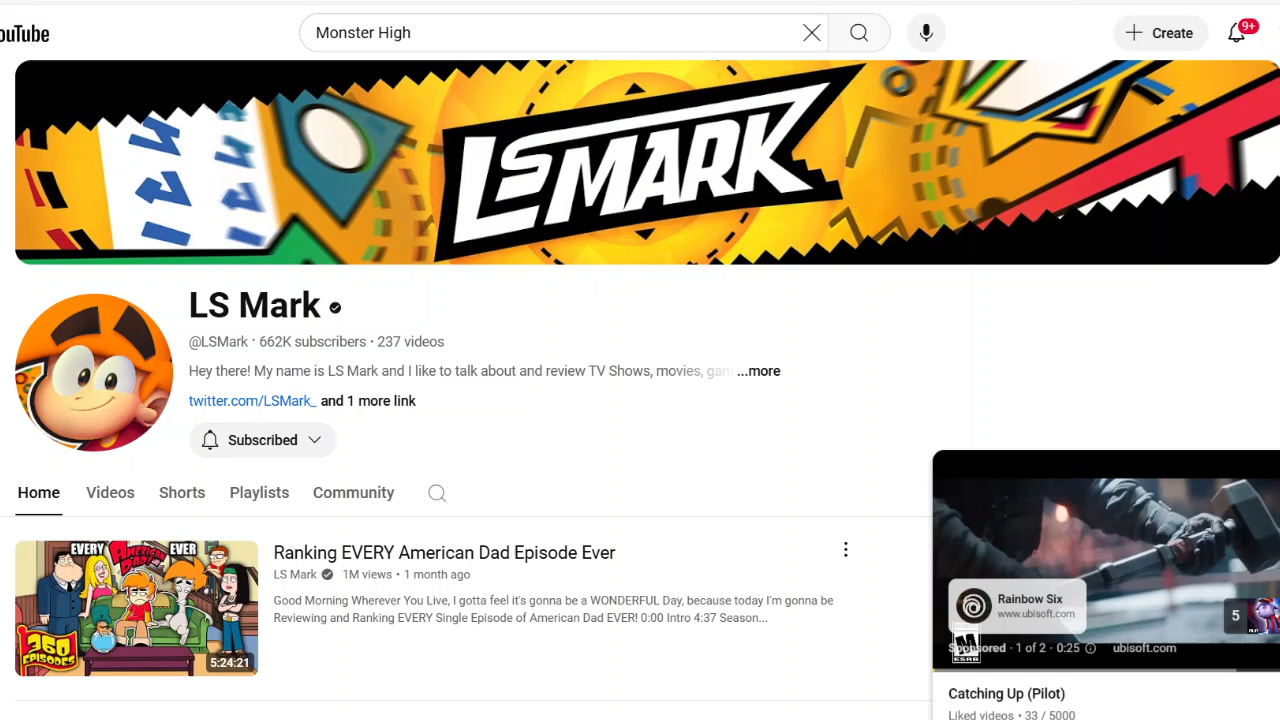 ouTube
Monster High
Create
9+
LSMARK
LS Mark
@LSMark · 662K subscribers · 237 videos
Hey there! My name is LS Mark and I like to talk about and review TV Shows, movies, gam ...more
twitter.com/LSMark_ and 1 more link
Subscribed
Home Videos Shorts Playlists Community
EVERY AMERICAN DAD EVER
360 EPISODES
5:24:21
Ranking EVERY American Dad Episode Ever
LS Mark 1M views · 1 month ago
Good Morning Wherever You Live, I gotta feel it's gonna be a WONDERFUL Day, because today I'm gonna be
Reviewing and Ranking EVERY Single Episode of American Dad EVER! 0:00 Intro 4:37 Season...
Rainbow Six
www.ubisoft.com
5
PILOT
M
ESRB
Sponsored · 1 of 2 · 0:25 ubisoft.com
Catching Up (Pilot)
Liked videos · 33 / 5000